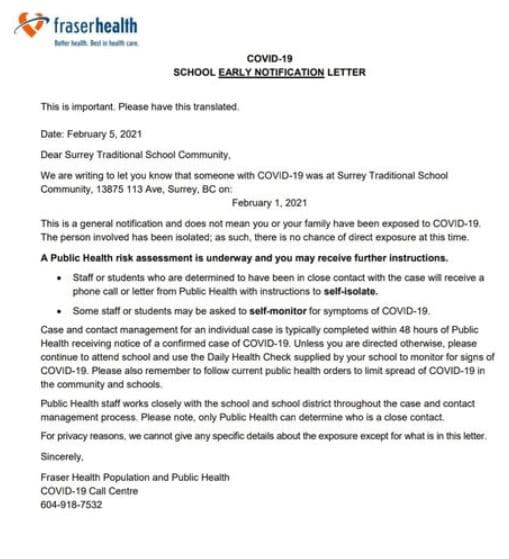 fraserhealth
Better health. Best in health care.
COVID-19
SCHOOL EARLY NOTIFICATION LETTER
This is important. Please have this translated.
Date: February 5, 2021
Dear Surrey Traditional School Community,
We are writing to let you know that someone with COVID-19 was at Surrey Traditional School
Community, 13875 113 Ave, Surrey, BC on:
February 1, 2021
This is a general notification and does not mean you or your family have been exposed to COVID-19.
The person involved has been isolated; as such, there is no chance of direct exposure at this time.
A Public Health risk assessment is underway and you may receive further instructions.
• Staff or students who are determined to have been in close contact with the case will receive a
phone call or letter from Public Health with instructions to self-isolate.
• Some staff or students may be asked to self-monitor for symptoms of COVID-19.
Case and contact management for an individual case is typically completed within 48 hours of Public
Health receiving notice of a confirmed case of COVID-19. Unless you are directed otherwise, please
continue to attend school and use the Daily Health Check supplied by your school to monitor for signs of
COVID-19. Please also remember to follow current public health orders to limit spread of COVID-19 in
the community and schools.
Public Health staff works closely with the school and school district throughout the case and contact
management process. Please note, only Public Health can determine who is a close contact.
For privacy reasons, we cannot give any specific details about the exposure except for what is in this letter.
Sincerely,
Fraser Health Population and Public Health
COVID-19 Call Centre
604-918-7532